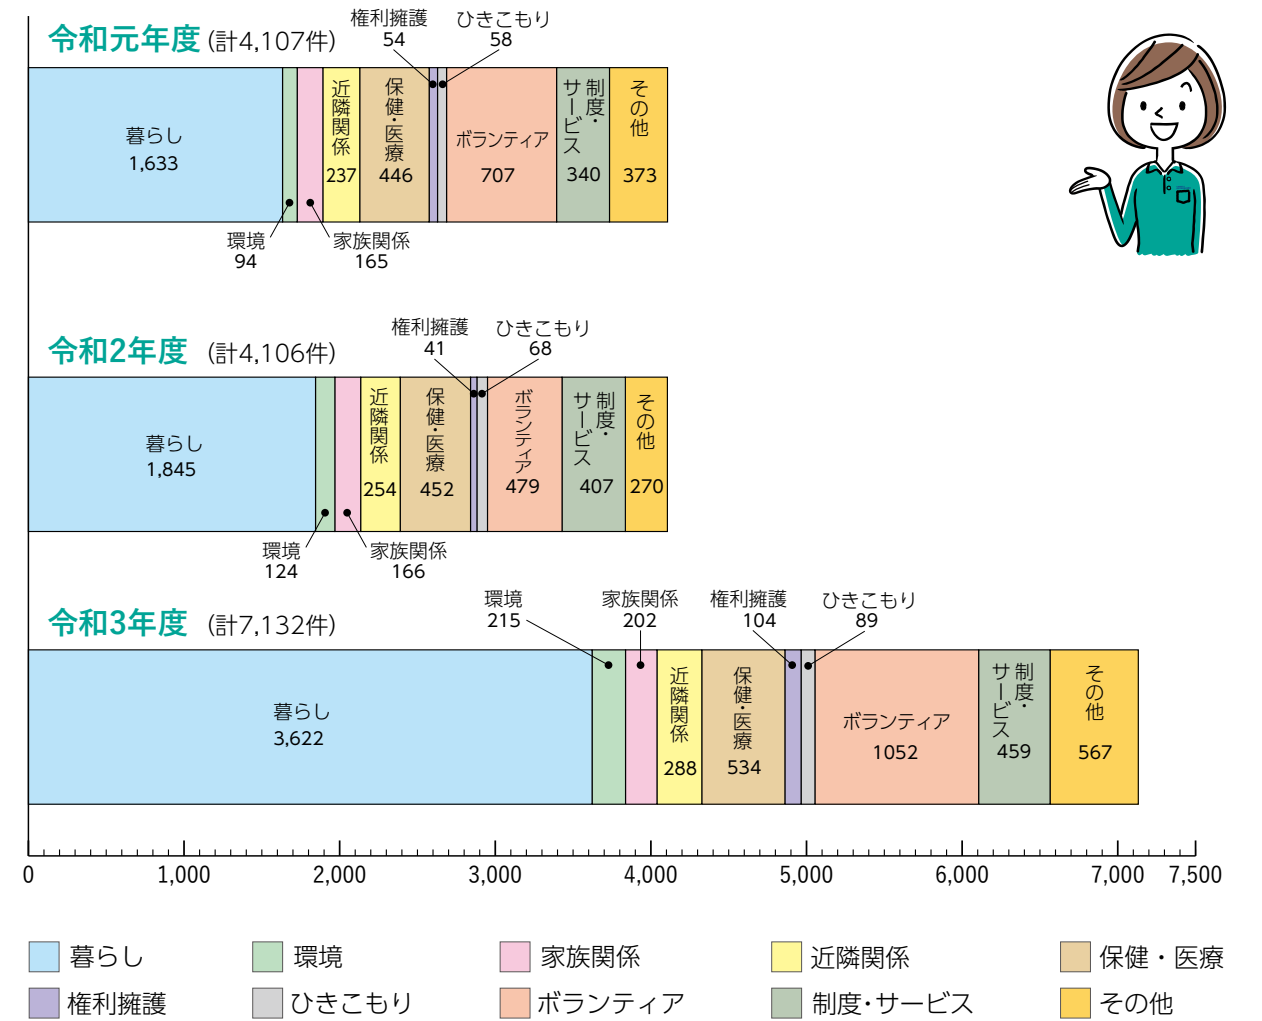 令和元年度 (計4,107件)
権利擁護
54
ひきこもり
58
暮らし
1,633
近隣関係
237
保健・医療
446
ボランティア
707
制度・
サービス
340
その他
373
環境
94
家族関係
165
令和2年度 (計4,106件)
権利擁護
41
ひきこもり
68
暮らし
1,845
近隣関係
254
保健・医療
452
ボランティア
479
制度・
サービス
407
その他
270
環境
124
家族関係
166
令和3年度 (計7,132件)
環境
215
家族関係
202
権利擁護
104
ひきこもり
89
暮らし
3,622
近隣関係
288
保健・医療
534
ボランティア
1052
制度・
サービス
459
その他
567
0 1,000 2,000 3,000 4,000 5,000 6,000 7,000 7,500
暮らし 環境 家族関係 近隣関係 保健・医療
権利擁護 ひきこもり ボランティア 制度・サービス その他